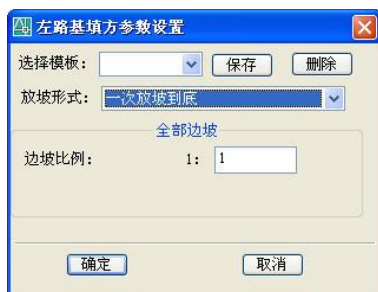 左路基填方参数设置
选择模板： 保存 删除
放坡形式： 一次放坡到底
全部边坡
边坡比例： 1: 1
确定 取消